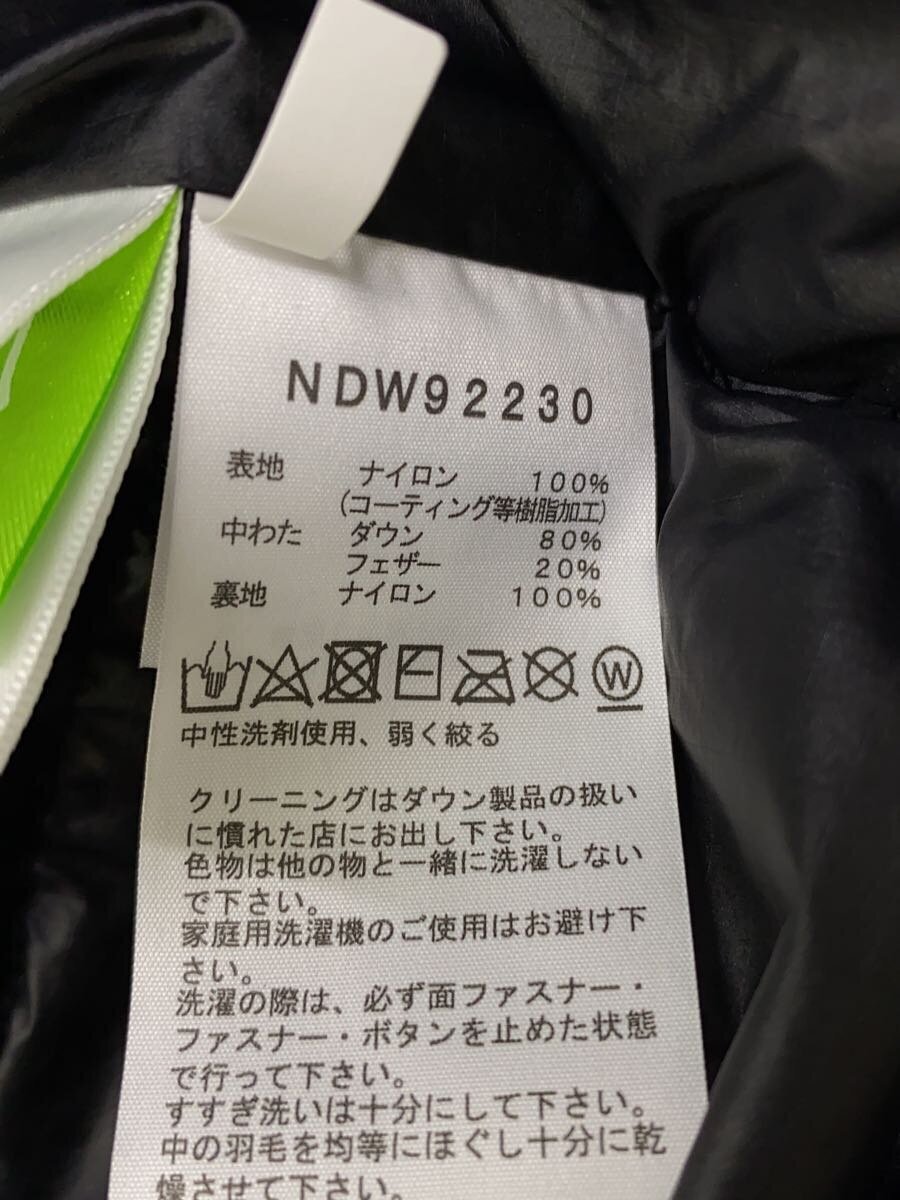 NDW92230
表地 ナイロン 100%
(コーティング等樹脂加工)
中わた ダウン 80%
フェザー 20%
裏地 ナイロン 100%
W
中性洗剤使用、弱く絞る
クリーニングはダウン製品の扱い
に慣れた店にお出し下さい。
色物は他の物と一緒に洗濯しない
で下さい。
家庭用洗濯機のご使用はお避け下
さい。
洗濯の際は、必ず面ファスナー・
ファスナー・ボタンを止めた状態
で行って下さい。
すすぎ洗いは十分にして下さい。
中の羽毛を均等にほぐし十分に乾
燥させて下さい。